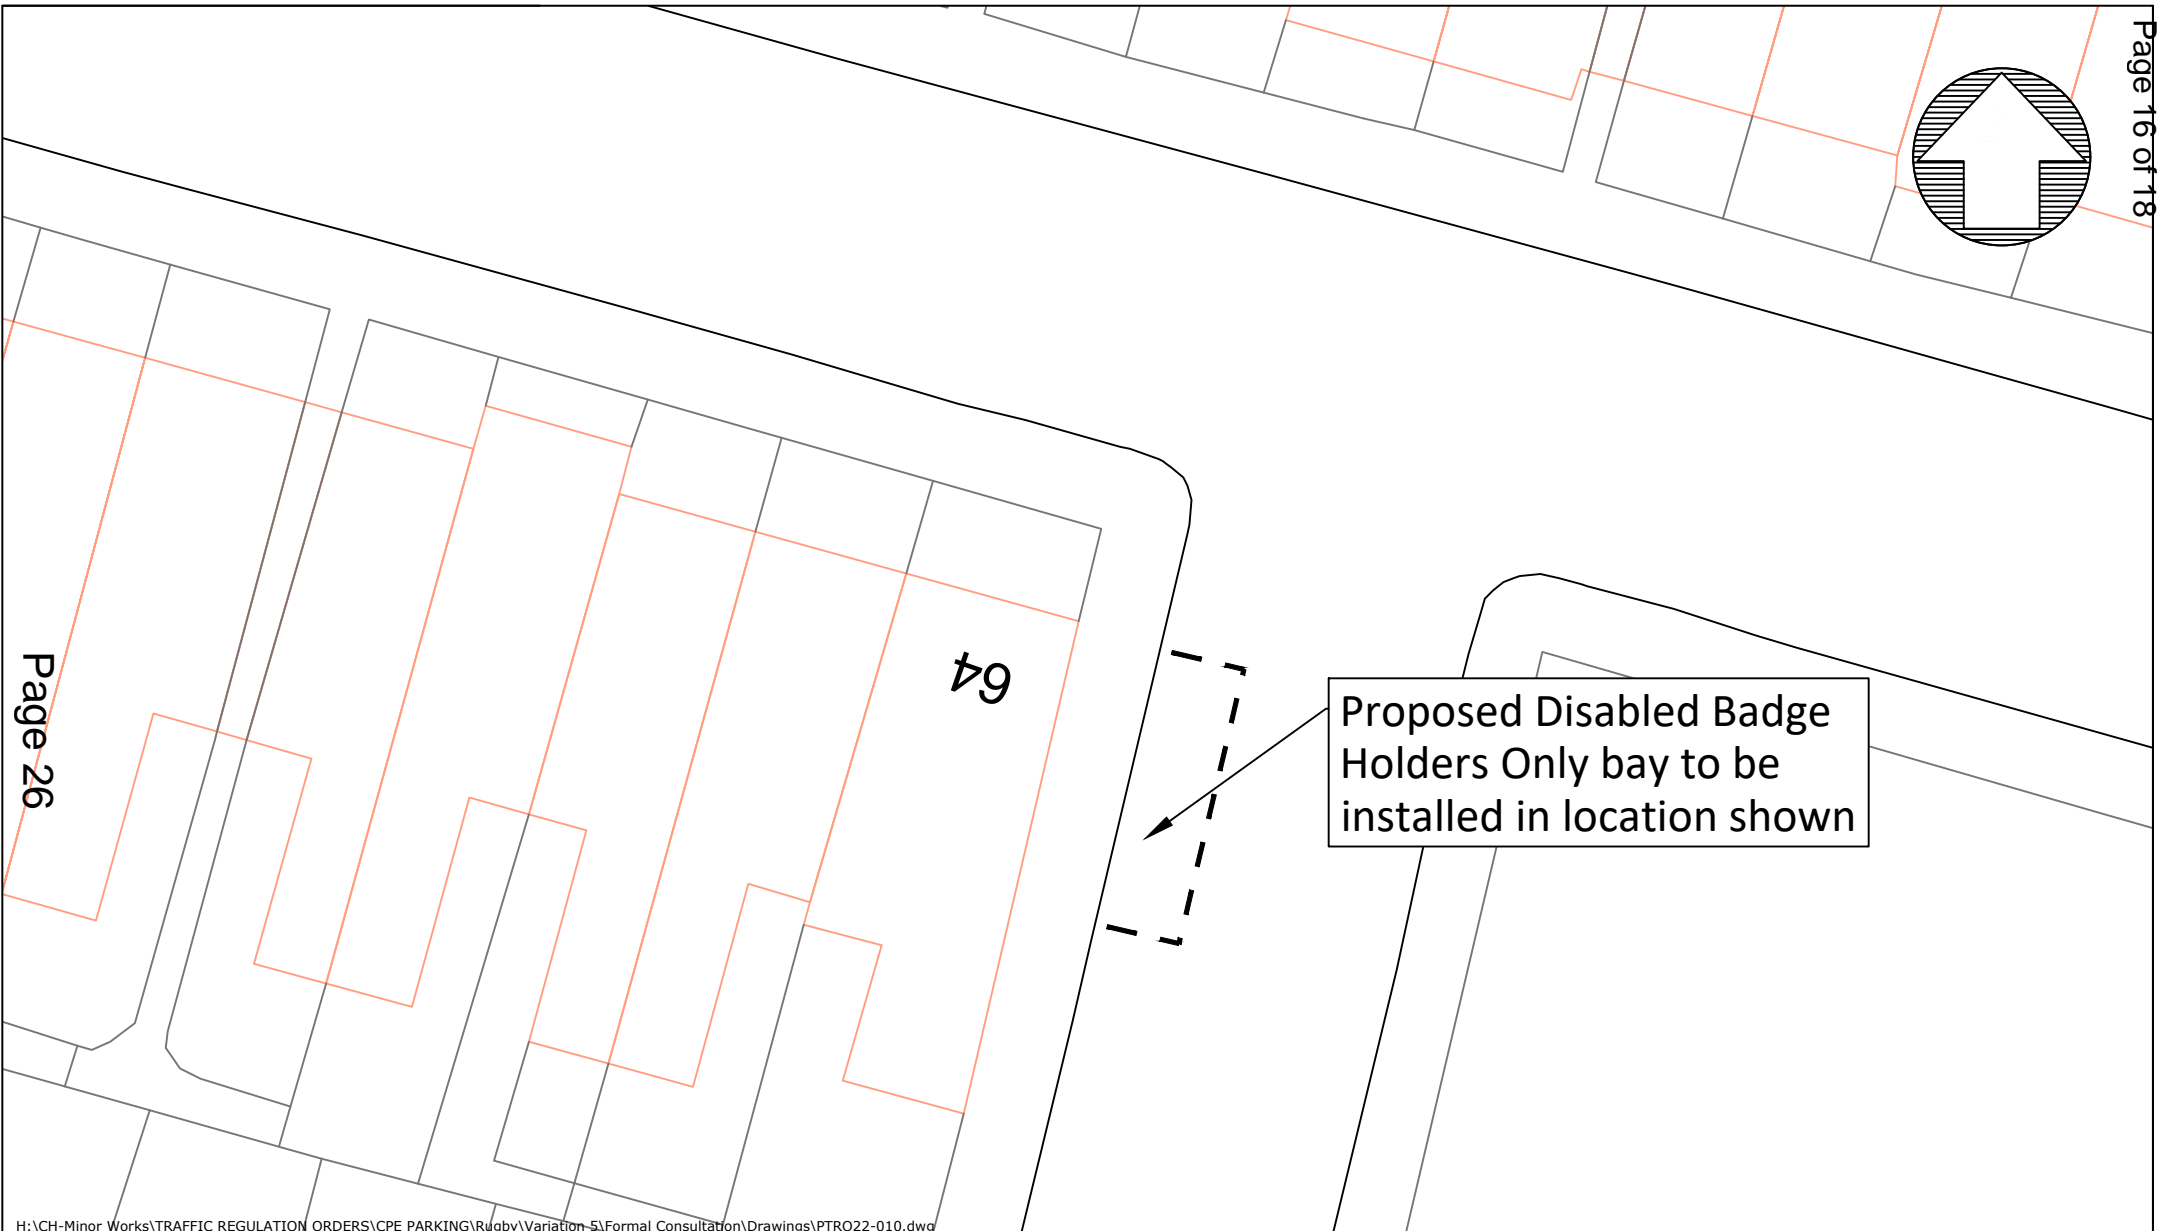 Page 16 of 18
64
Proposed Disabled Badge
Holders Only bay to be
installed in location shown
Page 26
H:\CH-Minor Works\TRAFFIC REGULATION ORDERS\CPE PARKING\Rugby\Variation 5\Formal Consultation\Drawings\PTRO22-010.dwg